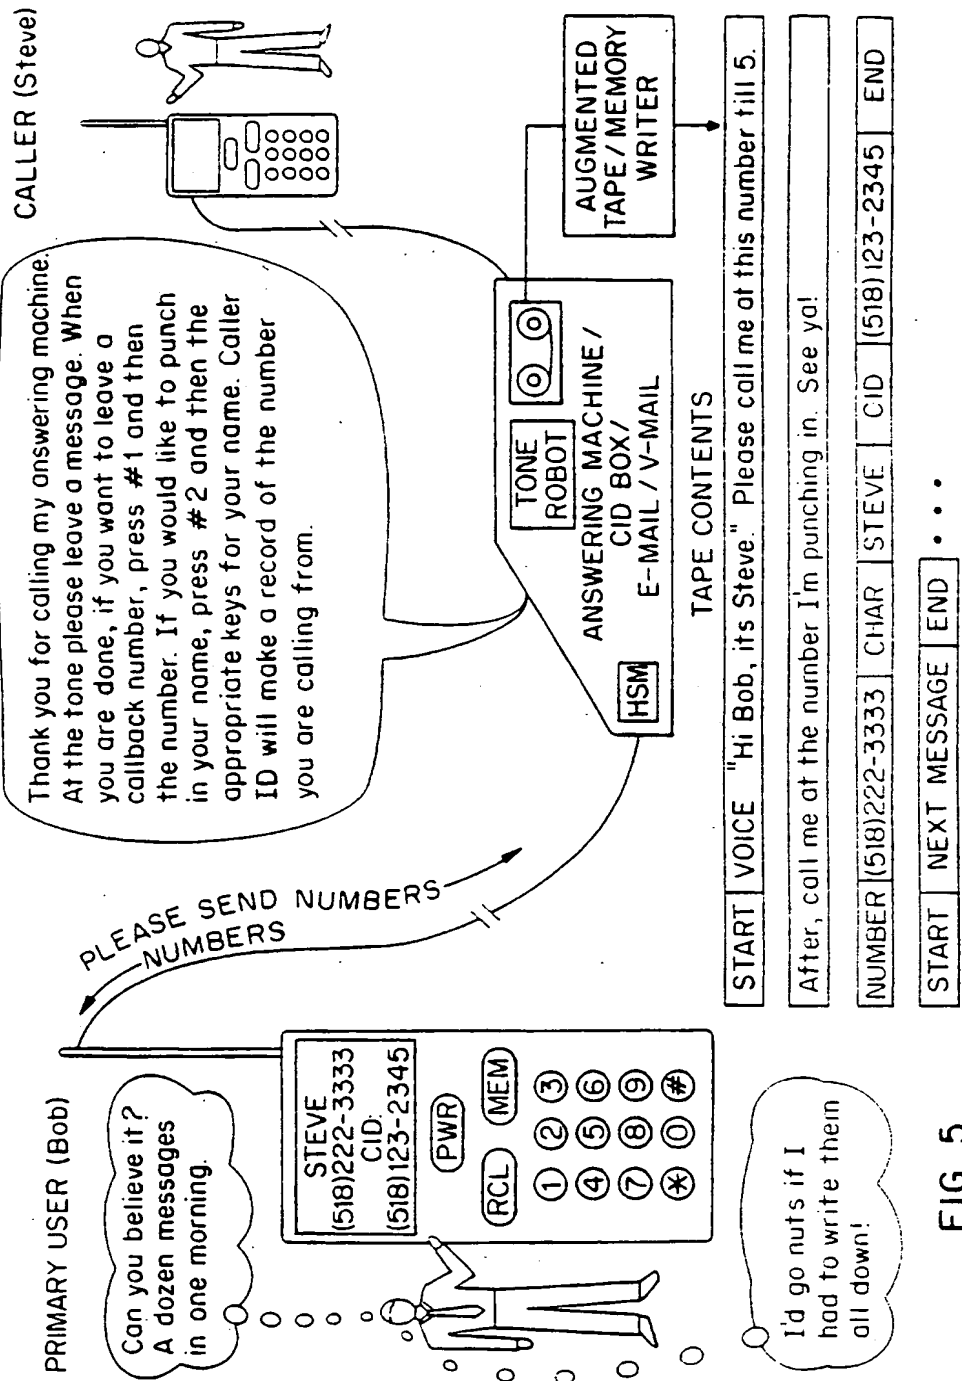 PRIMARY USER (Bob)
Can you believe it?
A dozen messages
in one morning.
STEVE
(518)222-3333
CID:
(518)123-2345
PWR
RCL
MEM
1 2 3
4 5 6
7 8 9
* 0 #
I'd go nuts if I
had to write then
all down!
PLEASE SEND NUMBERS
NUMBERS
CALLER (Steve)
Thank you for calling my answering machine.
At the tone please leave a message. When
you are done, if you want to leave a
callback number, press #1 and then
the number. If you would like to punch
in your name, press #2 and then the
appropriate keys for your name. Caller
ID will make a record of the number
you are calling from.
TONE
ROBOT
ANSWERING MACHINE/
CID BOX/
E-MAIL / V-MAIL
HSM
AUGMENTED
TAPE/MEMORY
WRITER
TAPE CONTENTS
START VOICE "Hi Bob, its Steve." Please call me at this number till 5.
After, call me at the number I'm punching in. See ya!
NUMBER (518)222-3333 CHAR STEVE CID (518)123-2345 END
START NEXT MESSAGE END • • •
FIG. 5